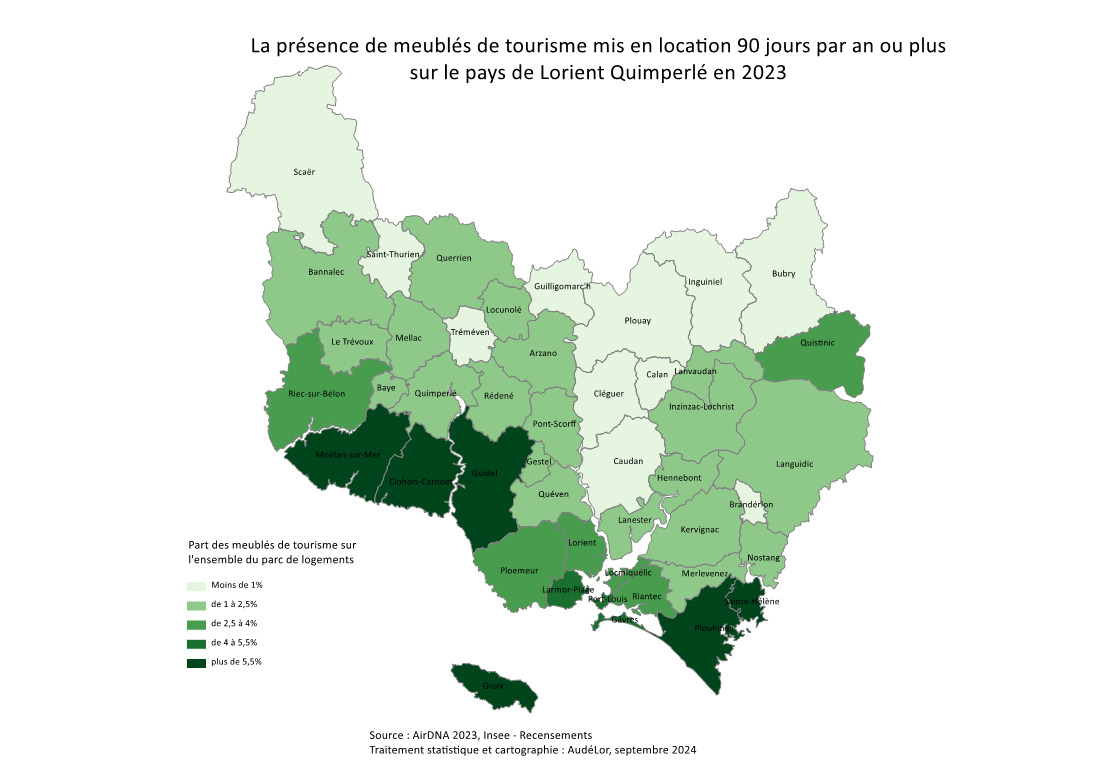 La présence de meublés de tourisme mis en location 90 jours par an ou plus
sur le pays de Lorient Quimperlé en 2023
Scaër
Saint-Thurien
Querrien
Bannalec
Guilligomarc'h
Inguiniel
Bubry
Locunolé
Plouay
Tréméven
Mellac
Le Trévoux
Quistinic
Arzano
Lanvaudan
Calan
Baye
Quimperlé
Riec-sur-Bélon
Rédené
Cléguer
Inzinzac-Lochrist
Pont-Scorff
Moëlan-sur-Mer
Gestel
Caudan
Languidic
Guidel
Clohars-Carnoët
Hennebont
Quéven
Brandérion
Lanester
Kervignac
Lorient
Nostang
Ploemeur
Locmiquélic
Merlevenez
Larmor-Plage
Port-Louis
Riantec
Sainte-Hélène
Gâvres
Plouhinec
Groix
Part des meublés de tourisme sur
l'ensemble du parc de logements
Moins de 1%
de 1 à 2,5%
de 2,5 à 4%
de 4 à 5,5%
plus de 5,5%
Source : AirDNA 2023, Insee - Recensements
Traitement statistique et cartographie : AudéLor, septembre 2024